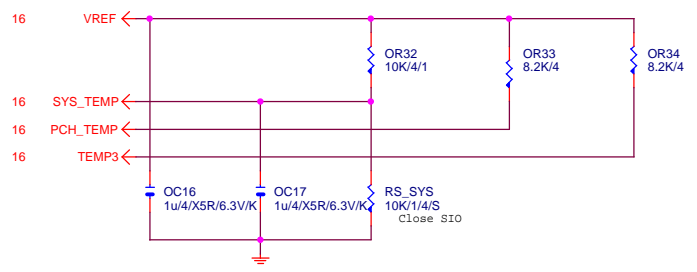 16 VREF
OR32
10K/4/1
OR33
8.2K/4
OR34
8.2K/4
16 SYS_TEMP
16 PCH_TEMP
16 TEMP3
OC16
1u/4/X5R/6.3V/K
OC17
1u/4/X5R/6.3V/K
RS_SYS
10K/1/4/S
Close SIO